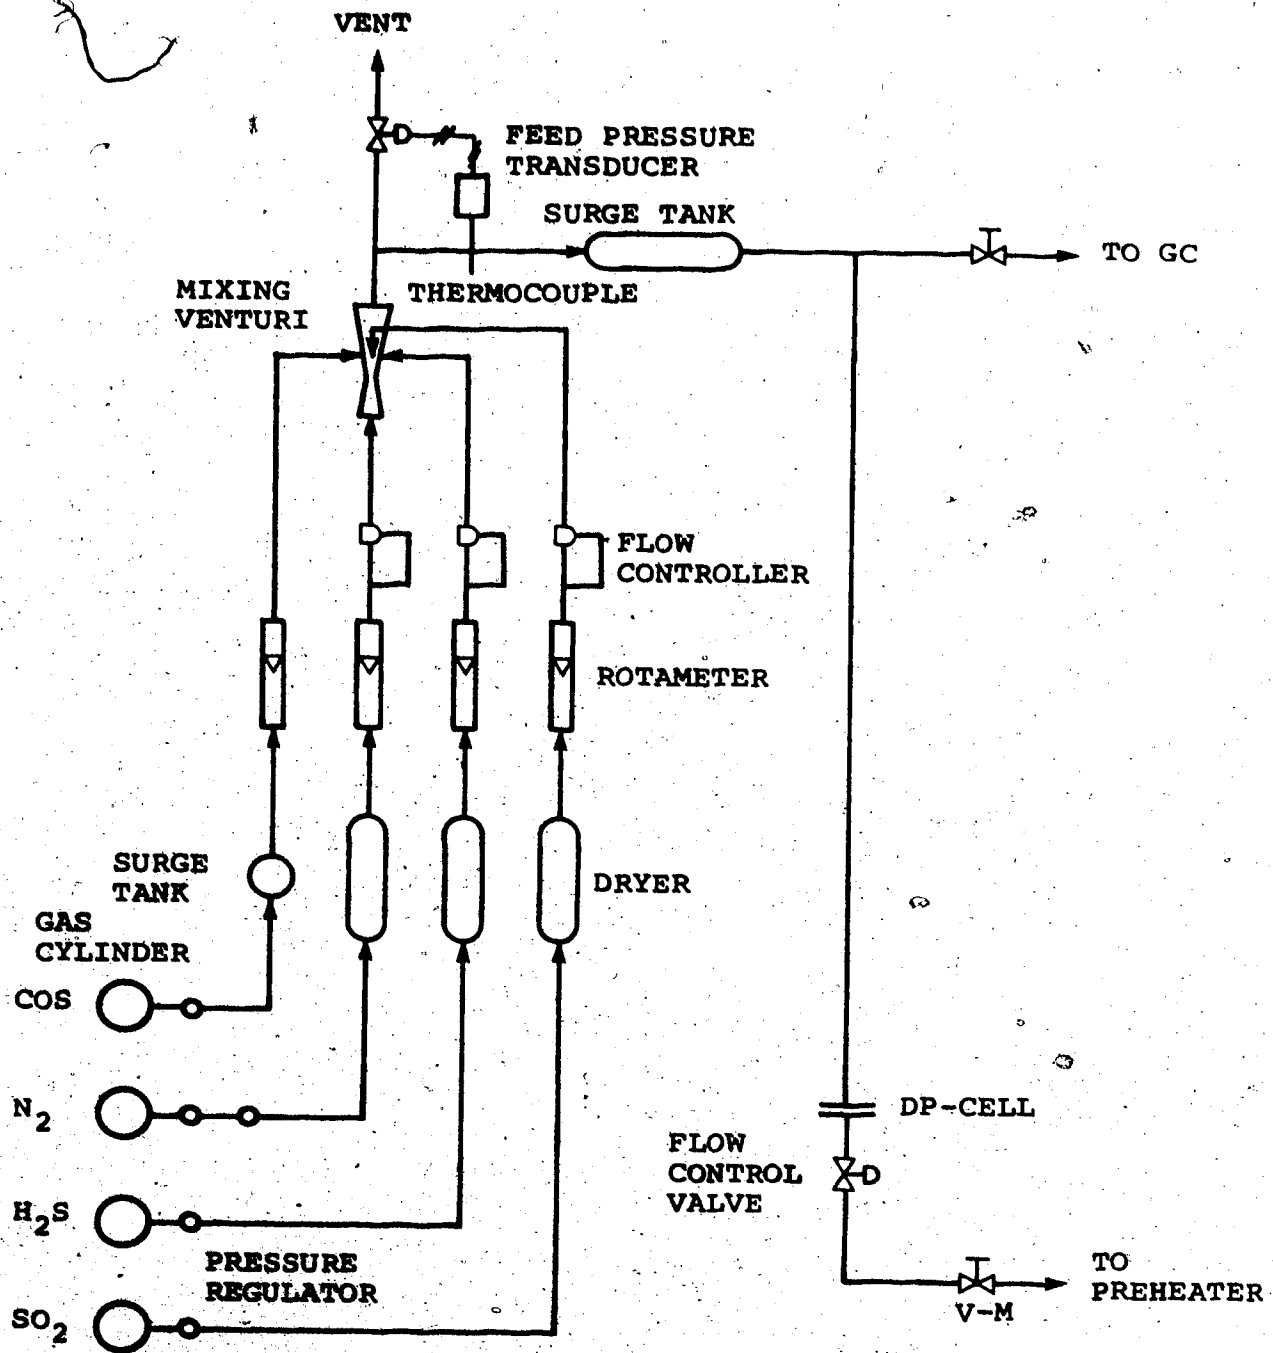 VENT
FEED PRESSURE
TRANSDUCER
SURGE TANK
TO GC
THERMOCOUPLE
MIXING
VENTURI
FLOW
CONTROLLER
ROTAMETER
SURGE
TANK
DRYER
GAS
CYLINDER
COS
N₂
DP-CELL
FLOW
CONTROL
VALVE
H₂S
PRESSURE
REGULATOR
TO
PREHEATER
V-M
SO₂